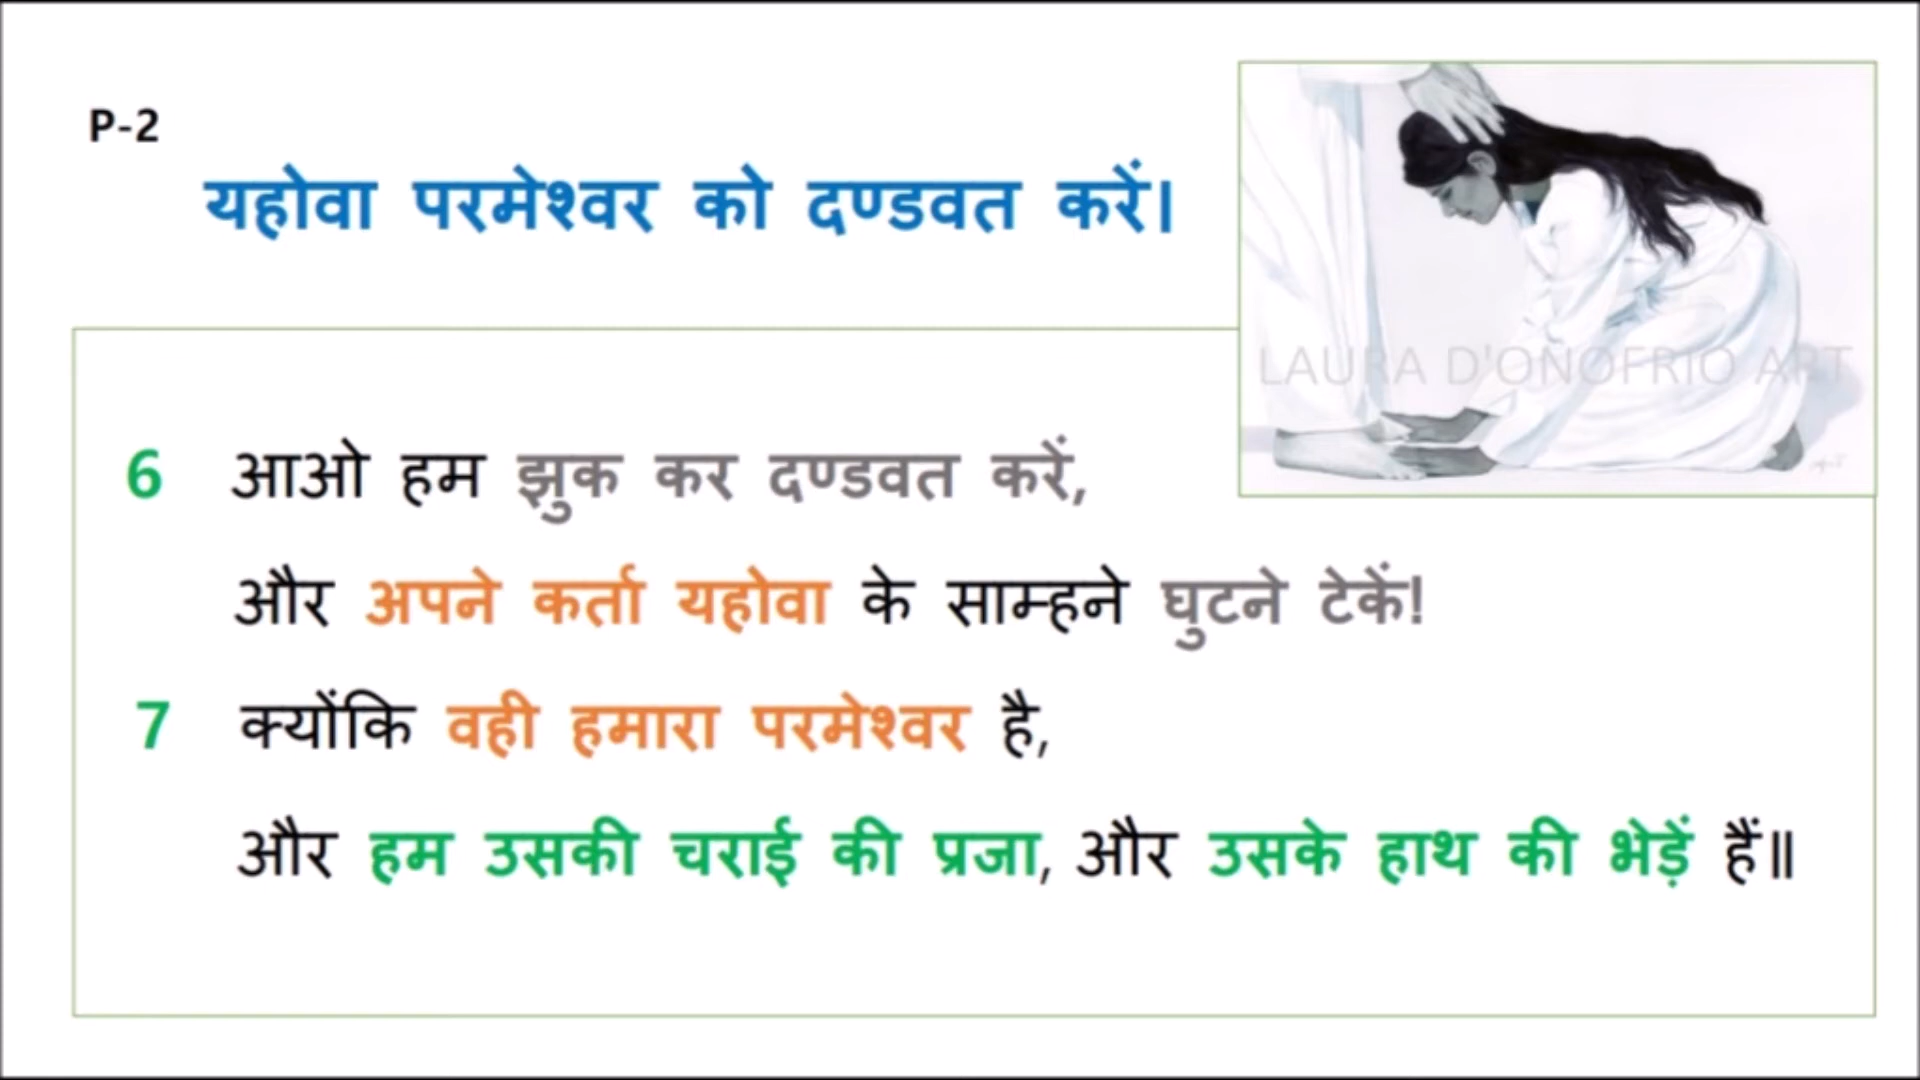 P-2
यहोवा परमेश्वर को दण्डवत करें।
LAURA D'ONOFRIO ART
6 आओ हम झुक कर दण्डवत करें,
और अपने कर्ता यहोवा के साम्हने घुटने टेकें!
7 क्योंकि वही हमारा परमेश्वर है,
और हम उसकी चराई की प्रजा, और उसके हाथ की भेड़ें हैं॥